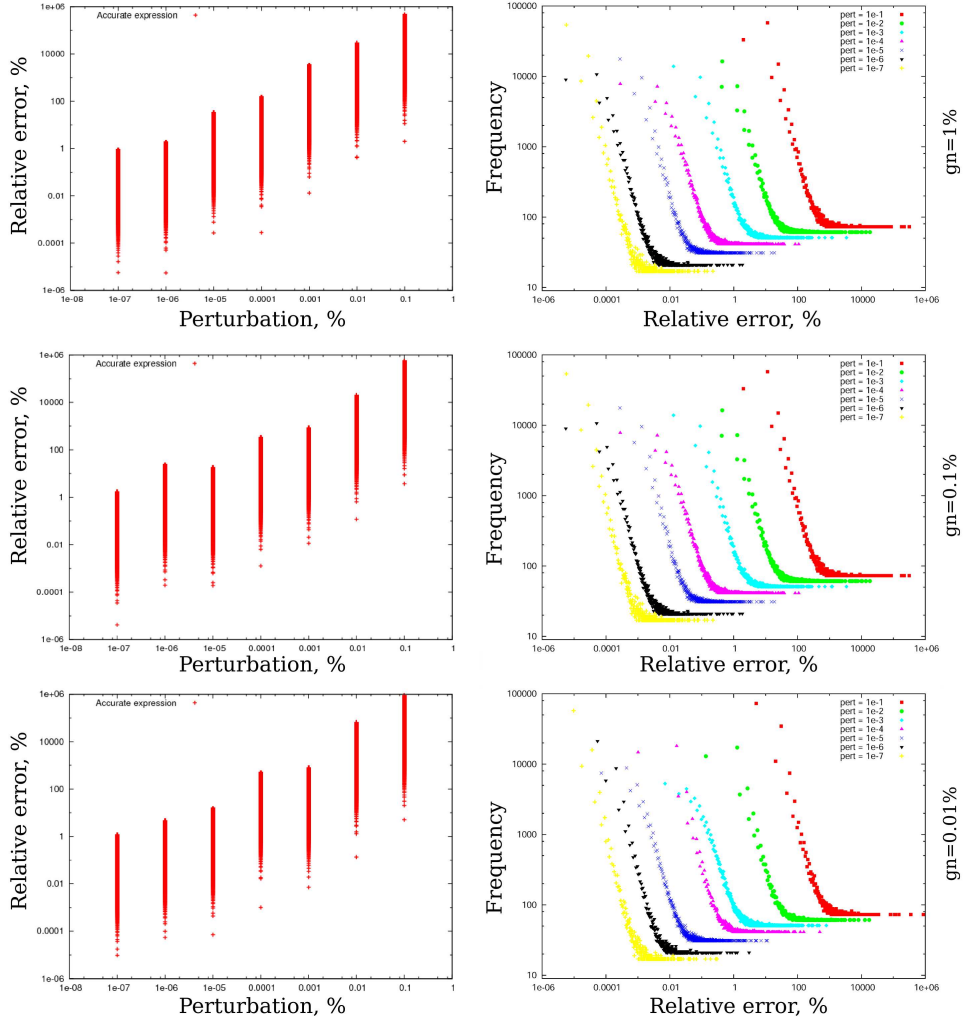 Relative error, %
Accurate expression
1e+06
10000
100
1
0.01
0.0001
1e-06
1e-08 1e-07 1e-06 1e-05 0.0001 0.001 0.01 0.1 1
Perturbation, %
Frequency
100000
10000
1000
100
10
pert = 1e-1
pert = 1e-2
pert = 1e-3
pert = 1e-4
pert = 1e-5
pert = 1e-6
pert = 1e-7
1e-06 0.0001 0.01 1 100 10000 1e+06
Relative error, %
gn=1%
Relative error, %
Accurate expression
1e+06
10000
100
1
0.01
0.0001
1e-06
1e-08 1e-07 1e-06 1e-05 0.0001 0.001 0.01 0.1 1
Perturbation, %
Frequency
100000
10000
1000
100
10
pert = 1e-1
pert = 1e-2
pert = 1e-3
pert = 1e-4
pert = 1e-5
pert = 1e-6
pert = 1e-7
1e-06 0.0001 0.01 1 100 10000 1e+06
Relative error, %
gn=0.1%
Relative error, %
Accurate expression
1e+06
10000
100
1
0.01
0.0001
1e-06
1e-08 1e-07 1e-06 1e-05 0.0001 0.001 0.01 0.1 1
Perturbation, %
Frequency
100000
10000
1000
100
10
pert = 1e-1
pert = 1e-2
pert = 1e-3
pert = 1e-4
pert = 1e-5
pert = 1e-6
pert = 1e-7
1e-06 0.0001 0.01 1 100 10000 1e+06
Relative error, %
gn=0.01%